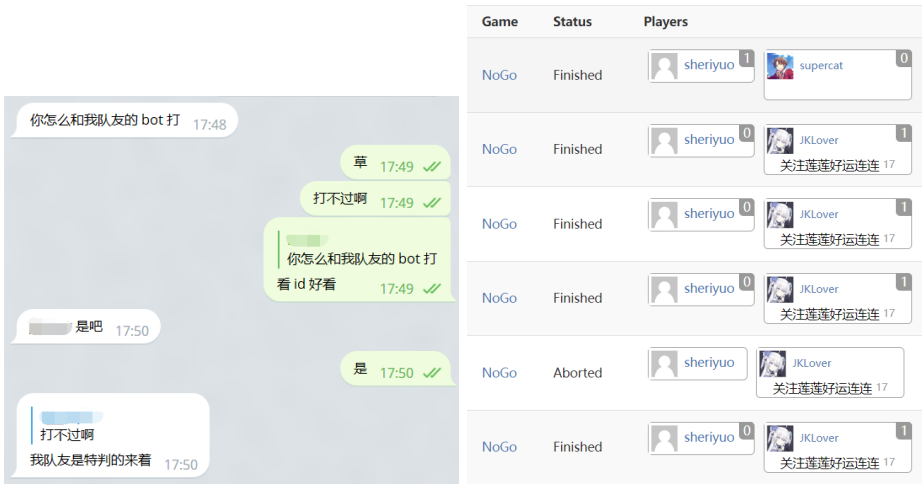 你怎么和我队友的 bot 打 17:48
草 17:49
打不过啊 17:49
你怎么和我队友的 bot 打
看 id 好看 17:49
是吧 17:50
是 17:50
打不过啊
我队友是特判的来着 17:50
Game Status Players
NoGo Finished sheriyuo 1 supercat 0
NoGo Finished sheriyuo 0 JKLover 1
关注莲莲好运连连 17
NoGo Finished sheriyuo 0 JKLover 1
关注莲莲好运连连 17
NoGo Finished sheriyuo 0 JKLover 1
关注莲莲好运连连 17
NoGo Aborted sheriyuo JKLover
关注莲莲好运连连 17
NoGo Finished sheriyuo 0 JKLover 1
关注莲莲好运连连 17